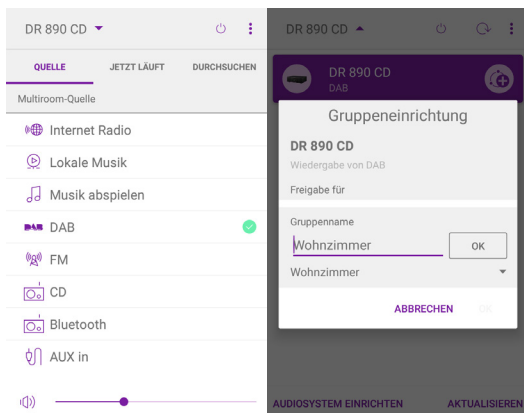 DR 890 CD
QUELLE JETZT LÄUFT DURCHSUCHEN
Multiroom-Quelle
Internet Radio
Lokale Musik
Musik abspielen
DAB DAB
FM
CD
Bluetooth
AUX in
DR 890 CD
DR 890 CD
DAB
Gruppeneinrichtung
DR 890 CD
Wiedergabe von DAB
Freigabe für
Gruppenname
Wohnzimmer OK
Wohnzimmer
ABBRECHEN OK
AUDIOSYSTEM EINRICHTEN AKTUALISIEREN